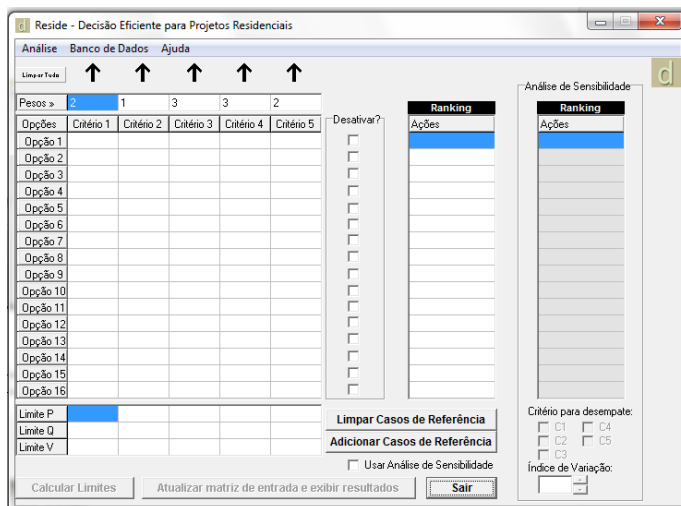 d Reside - Decisão Eficiente para Projetos Residenciais
Análise Banco de Dados Ajuda
Limpar Tudo
d
Pesos » 2 1 3 3 2
Opções Critério 1 Critério 2 Critério 3 Critério 4 Critério 5
Opção 1
Opção 2
Opção 3
Opção 4
Opção 5
Opção 6
Opção 7
Opção 8
Opção 9
Opção 10
Opção 11
Opção 12
Opção 13
Opção 14
Opção 15
Opção 16
Limite P
Limite Q
Limite V
Desativar?
Ranking
Ações
Análise de Sensibilidade
Ranking
Ações
Limpar Casos de Referência
Adicionar Casos de Referência
Usar Análise de Sensibilidade
Critério para desempate:
C1 C4
C2 C5
C3
Índice de Variação:
Calcular Limites
Atualizar matriz de entrada e exibir resultados
Sair